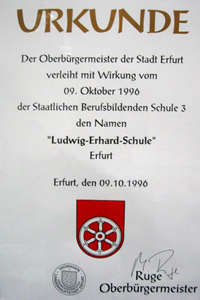 URKUNDE
Der Oberbürgermeister der Stadt Erfurt
verleiht mit Wirkung vom
09. Oktober 1996
der Staatlichen Berufsbildenden Schule 3
den Namen
"Ludwig-Erhard-Schule"
Erfurt
Erfurt, den 09.10.1996
Ruge
Oberbürgermeister